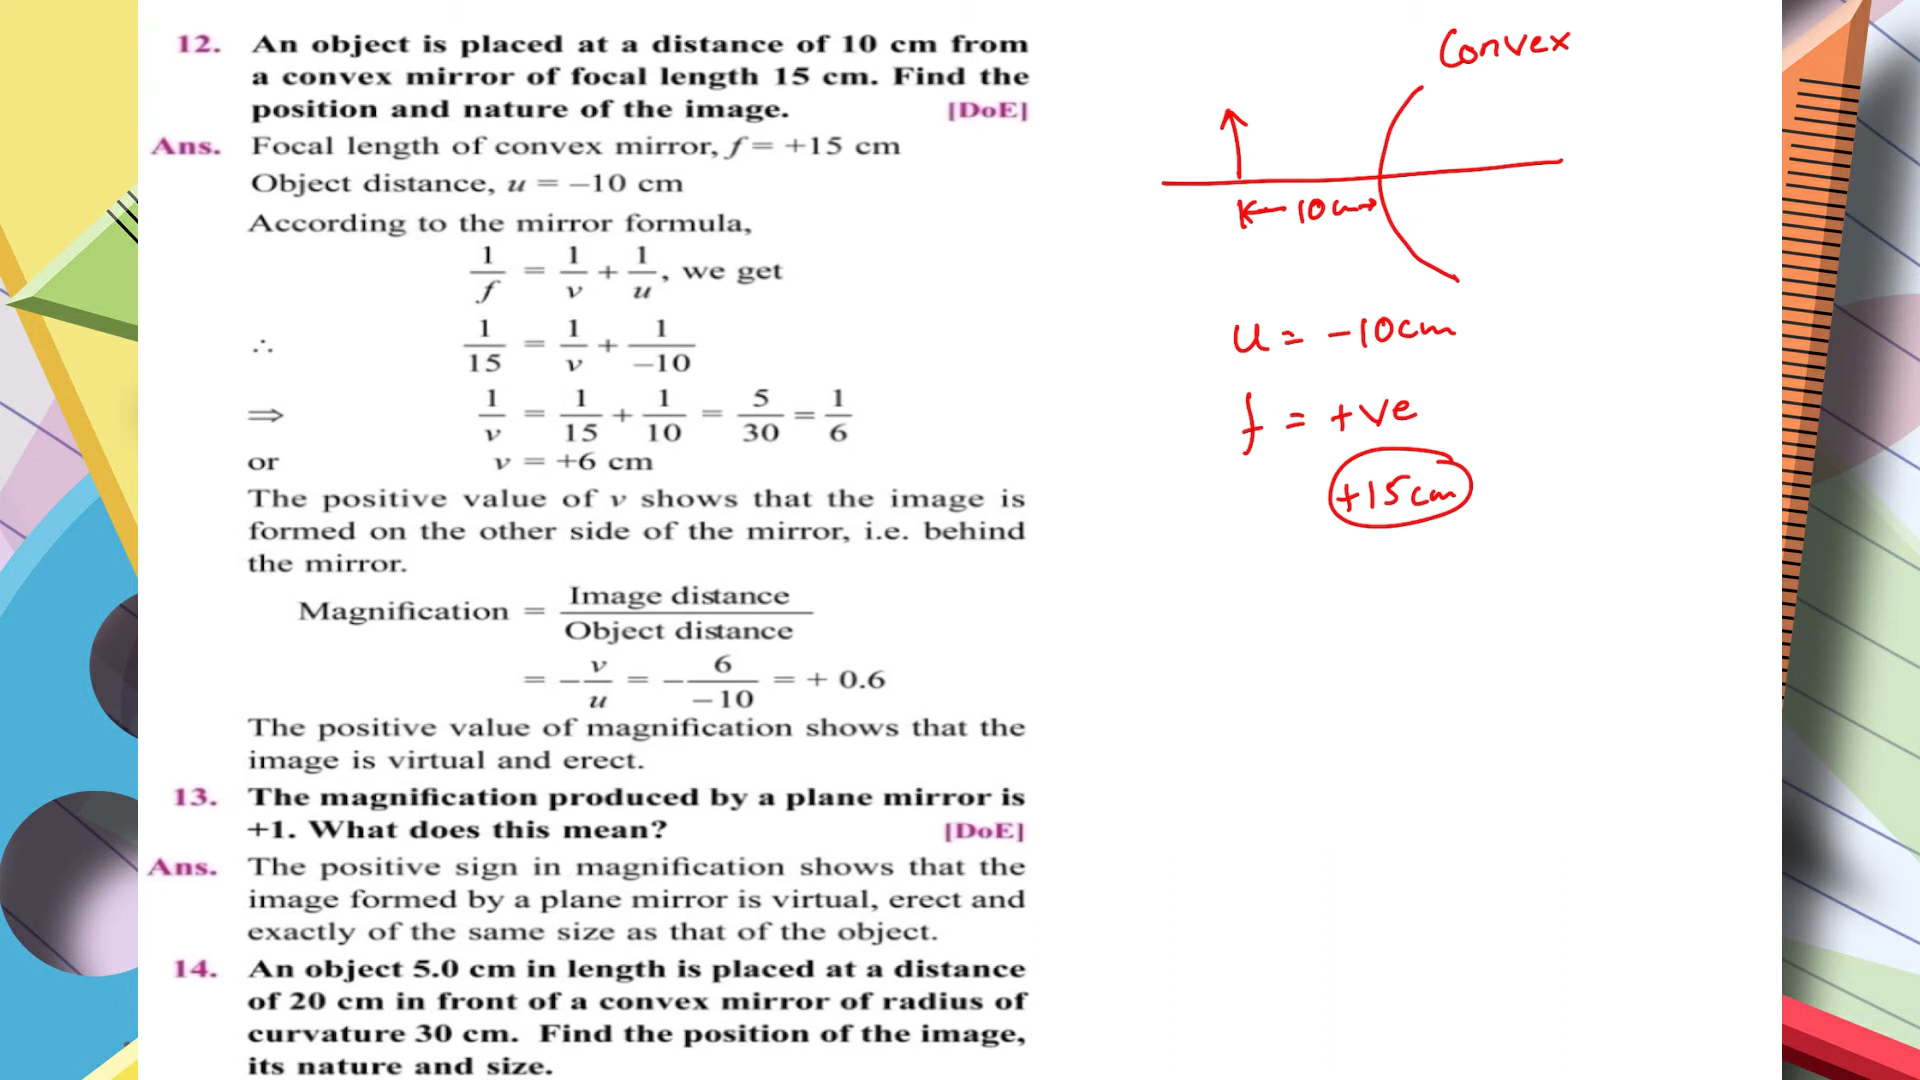 12. An object is placed at a distance of 10 cm from
a convex mirror of focal length 15 cm. Find the
position and nature of the image. [DoE]
Ans. Focal length of convex mirror, f = +15 cm
Object distance, u = –10 cm
According to the mirror formula,
1/f = 1/v + 1/u, we get
∴ 1/15 = 1/v + 1/–10
⇒ 1/v = 1/15 + 1/10 = 5/30 = 1/6
or v = +6 cm
The positive value of v shows that the image is
formed on the other side of the mirror, i.e. behind
the mirror.
Magnification = Image distance/Object distance
= –v/u = –6/–10 = + 0.6
The positive value of magnification shows that the
image is virtual and erect.
13. The magnification produced by a plane mirror is
+1. What does this mean? [DoE]
Ans. The positive sign in magnification shows that the
image formed by a plane mirror is virtual, erect and
exactly of the same size as that of the object.
14. An object 5.0 cm in length is placed at a distance
of 20 cm in front of a convex mirror of radius of
curvature 30 cm. Find the position of the image,
its nature and size.
Convex
10cm
u = -10cm
f = +ve
+15cm